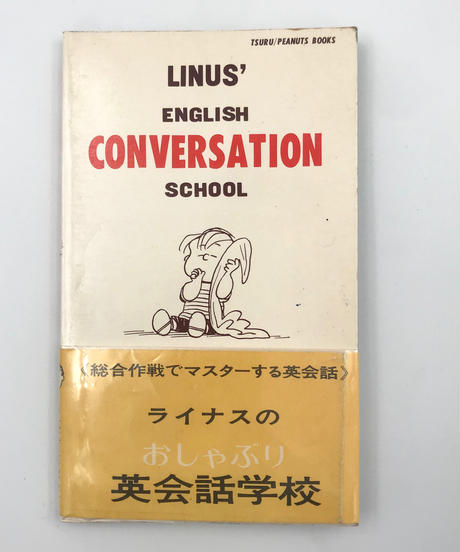 TSURU/PEANUTS BOOKS
LINUS'
ENGLISH
CONVERSATION
SCHOOL
《総合作戦でマスターする英会話》
ライナスの
おしゃぶり
英会話学校